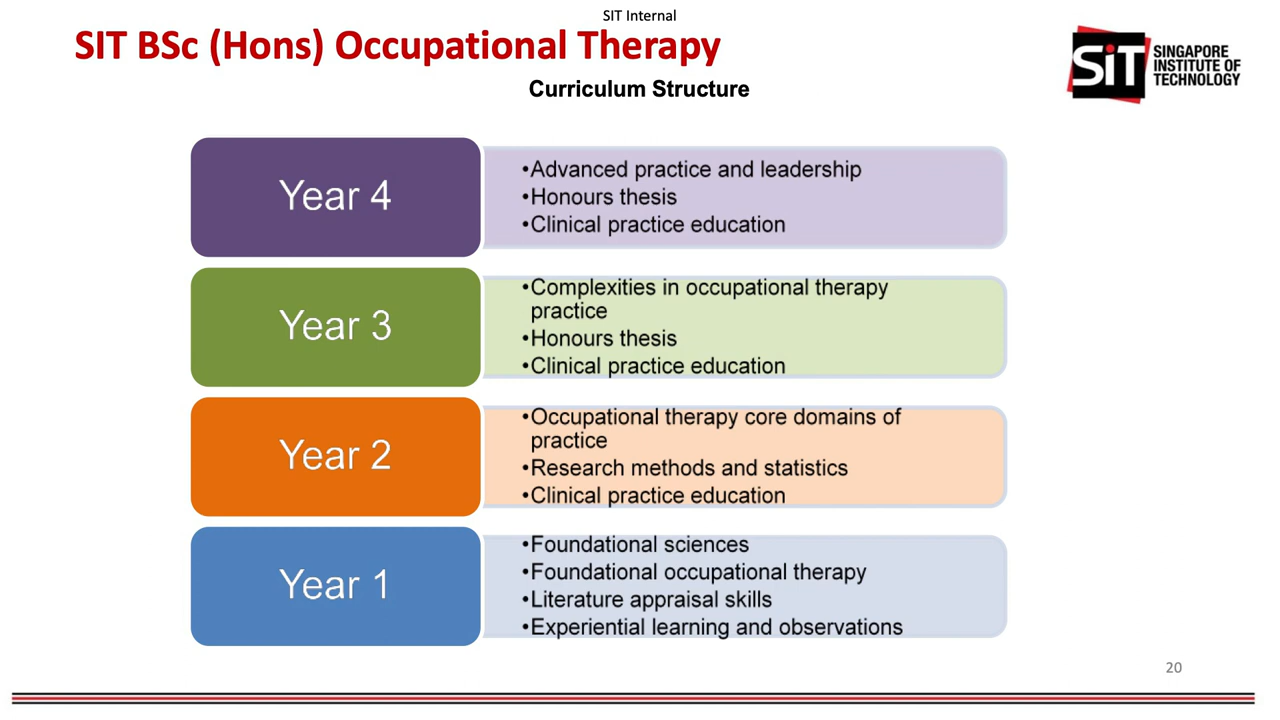 SIT Internal
SIT BSc (Hons) Occupational Therapy
SiT SINGAPORE
INSTITUTE OF
TECHNOLOGY
Curriculum Structure
Year 4
•Advanced practice and leadership
•Honours thesis
•Clinical practice education
Year 3
•Complexities in occupational therapy
practice
•Honours thesis
•Clinical practice education
Year 2
•Occupational therapy core domains of
practice
•Research methods and statistics
•Clinical practice education
Year 1
•Foundational sciences
•Foundational occupational therapy
•Literature appraisal skills
•Experiential learning and observations
20